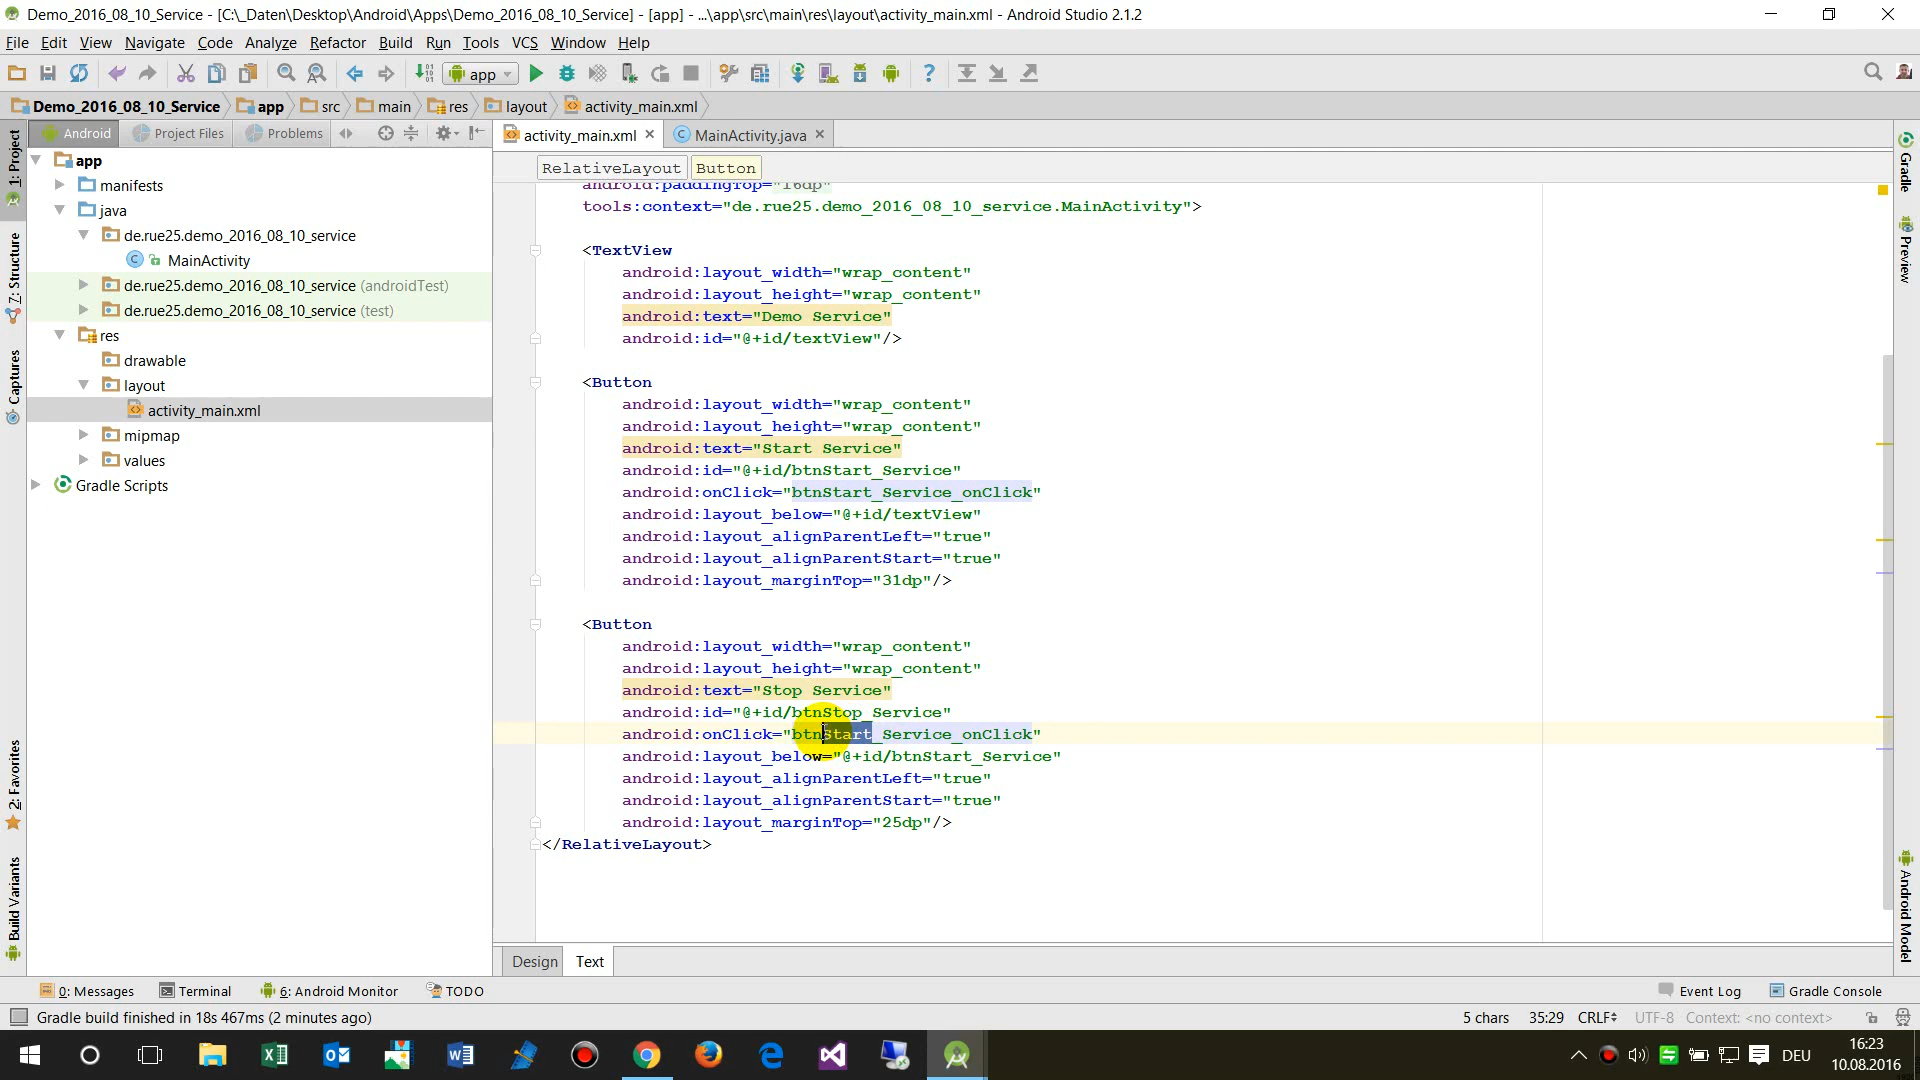 Demo_2016_08_10_Service - [C:\_Daten\Desktop\Android\Apps\Demo_2016_08_10_Service] - [app] - ...\app\src\main\res\layout\activity_main.xml - Android Studio 2.1.2
File Edit View Navigate Code Analyze Refactor Build Run Tools VCS Window Help
app
Demo_2016_08_10_Service app src main res layout activity_main.xml
Android Project Files Problems
activity_main.xml MainActivity.java
1: Project
7: Structure
Captures
2: Favorites
Build Variants
app
manifests
java
de.rue25.demo_2016_08_10_service
MainActivity
de.rue25.demo_2016_08_10_service (androidTest)
de.rue25.demo_2016_08_10_service (test)
res
drawable
layout
activity_main.xml
mipmap
values
Gradle Scripts
RelativeLayout Button
android:paddingTop="16dp"
tools:context="de.rue25.demo_2016_08_10_service.MainActivity">
<TextView
android:layout_width="wrap_content"
android:layout_height="wrap_content"
android:text="Demo Service"
android:id="@+id/textView"/>
<Button
android:layout_width="wrap_content"
android:layout_height="wrap_content"
android:text="Start Service"
android:id="@+id/btnStart_Service"
android:onClick="btnStart_Service_onClick"
android:layout_below="@+id/textView"
android:layout_alignParentLeft="true"
android:layout_alignParentStart="true"
android:layout_marginTop="31dp"/>
<Button
android:layout_width="wrap_content"
android:layout_height="wrap_content"
android:text="Stop Service"
android:id="@+id/btnStop_Service"
android:onClick="btnStart_Service_onClick"
android:layout_below="@+id/btnStart_Service"
android:layout_alignParentLeft="true"
android:layout_alignParentStart="true"
android:layout_marginTop="25dp"/>
</RelativeLayout>
Gradle
Preview
Android Model
Design Text
0: Messages Terminal 6: Android Monitor TODO Event Log Gradle Console
Gradle build finished in 18s 467ms (2 minutes ago) 5 chars 35:29 CRLF UTF-8 Context: <no context>
DEU
16:23
10.08.2016